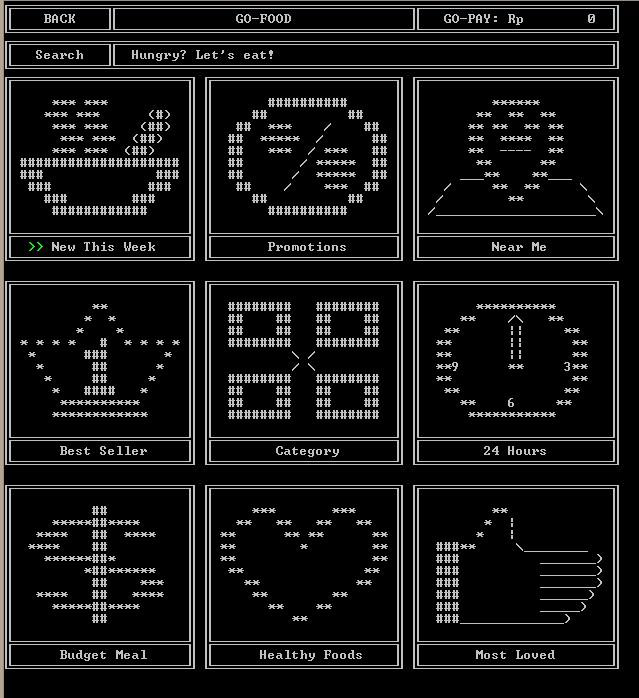 BACK GO-FOOD GO-PAY: Rp 0
Search Hungry? Let's eat!
>> New This Week Promotions Near Me
9 3
6
Best Seller Category 24 Hours
Budget Meal Healthy Foods Most Loved